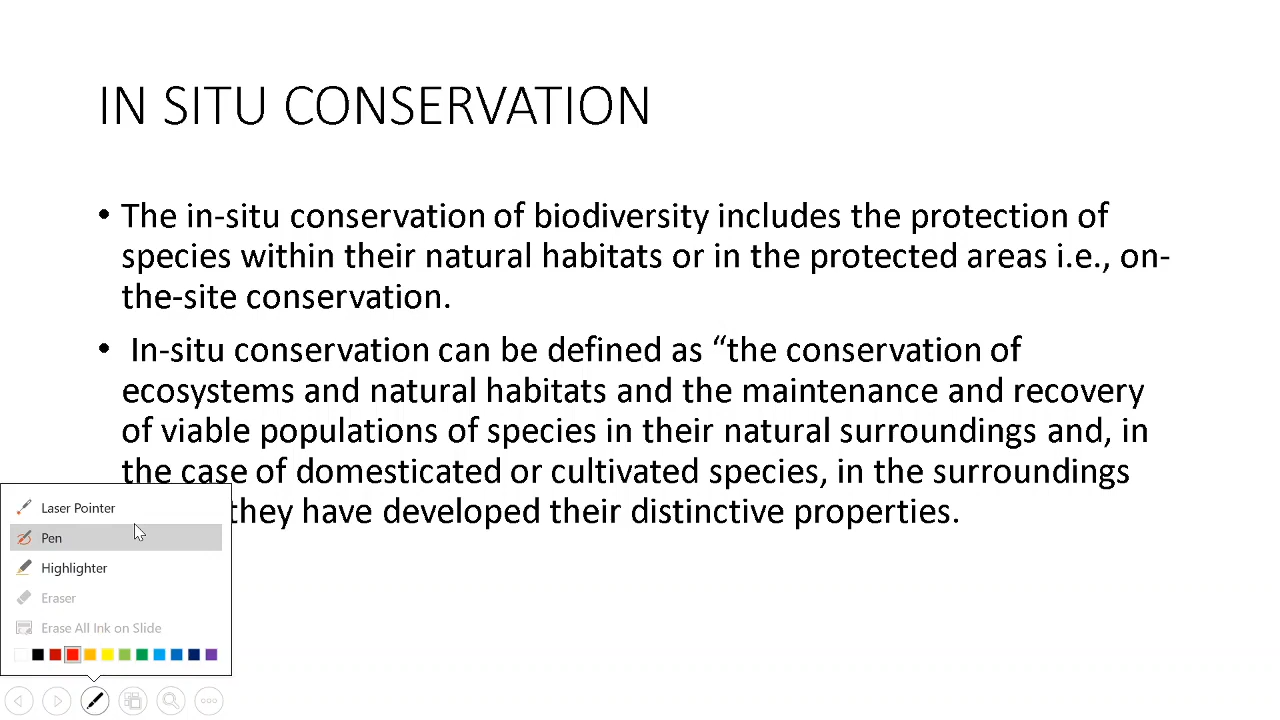 IN SITU CONSERVATION
• The in-situ conservation of biodiversity includes the protection of
species within their natural habitats or in the protected areas i.e., on-
the-site conservation.
• In-situ conservation can be defined as “the conservation of
ecosystems and natural habitats and the maintenance and recovery
of viable populations of species in their natural surroundings and, in
the case of domesticated or cultivated species, in the surroundings
they have developed their distinctive properties.
Laser Pointer
Pen
Highlighter
Eraser
Erase All Ink on Slide